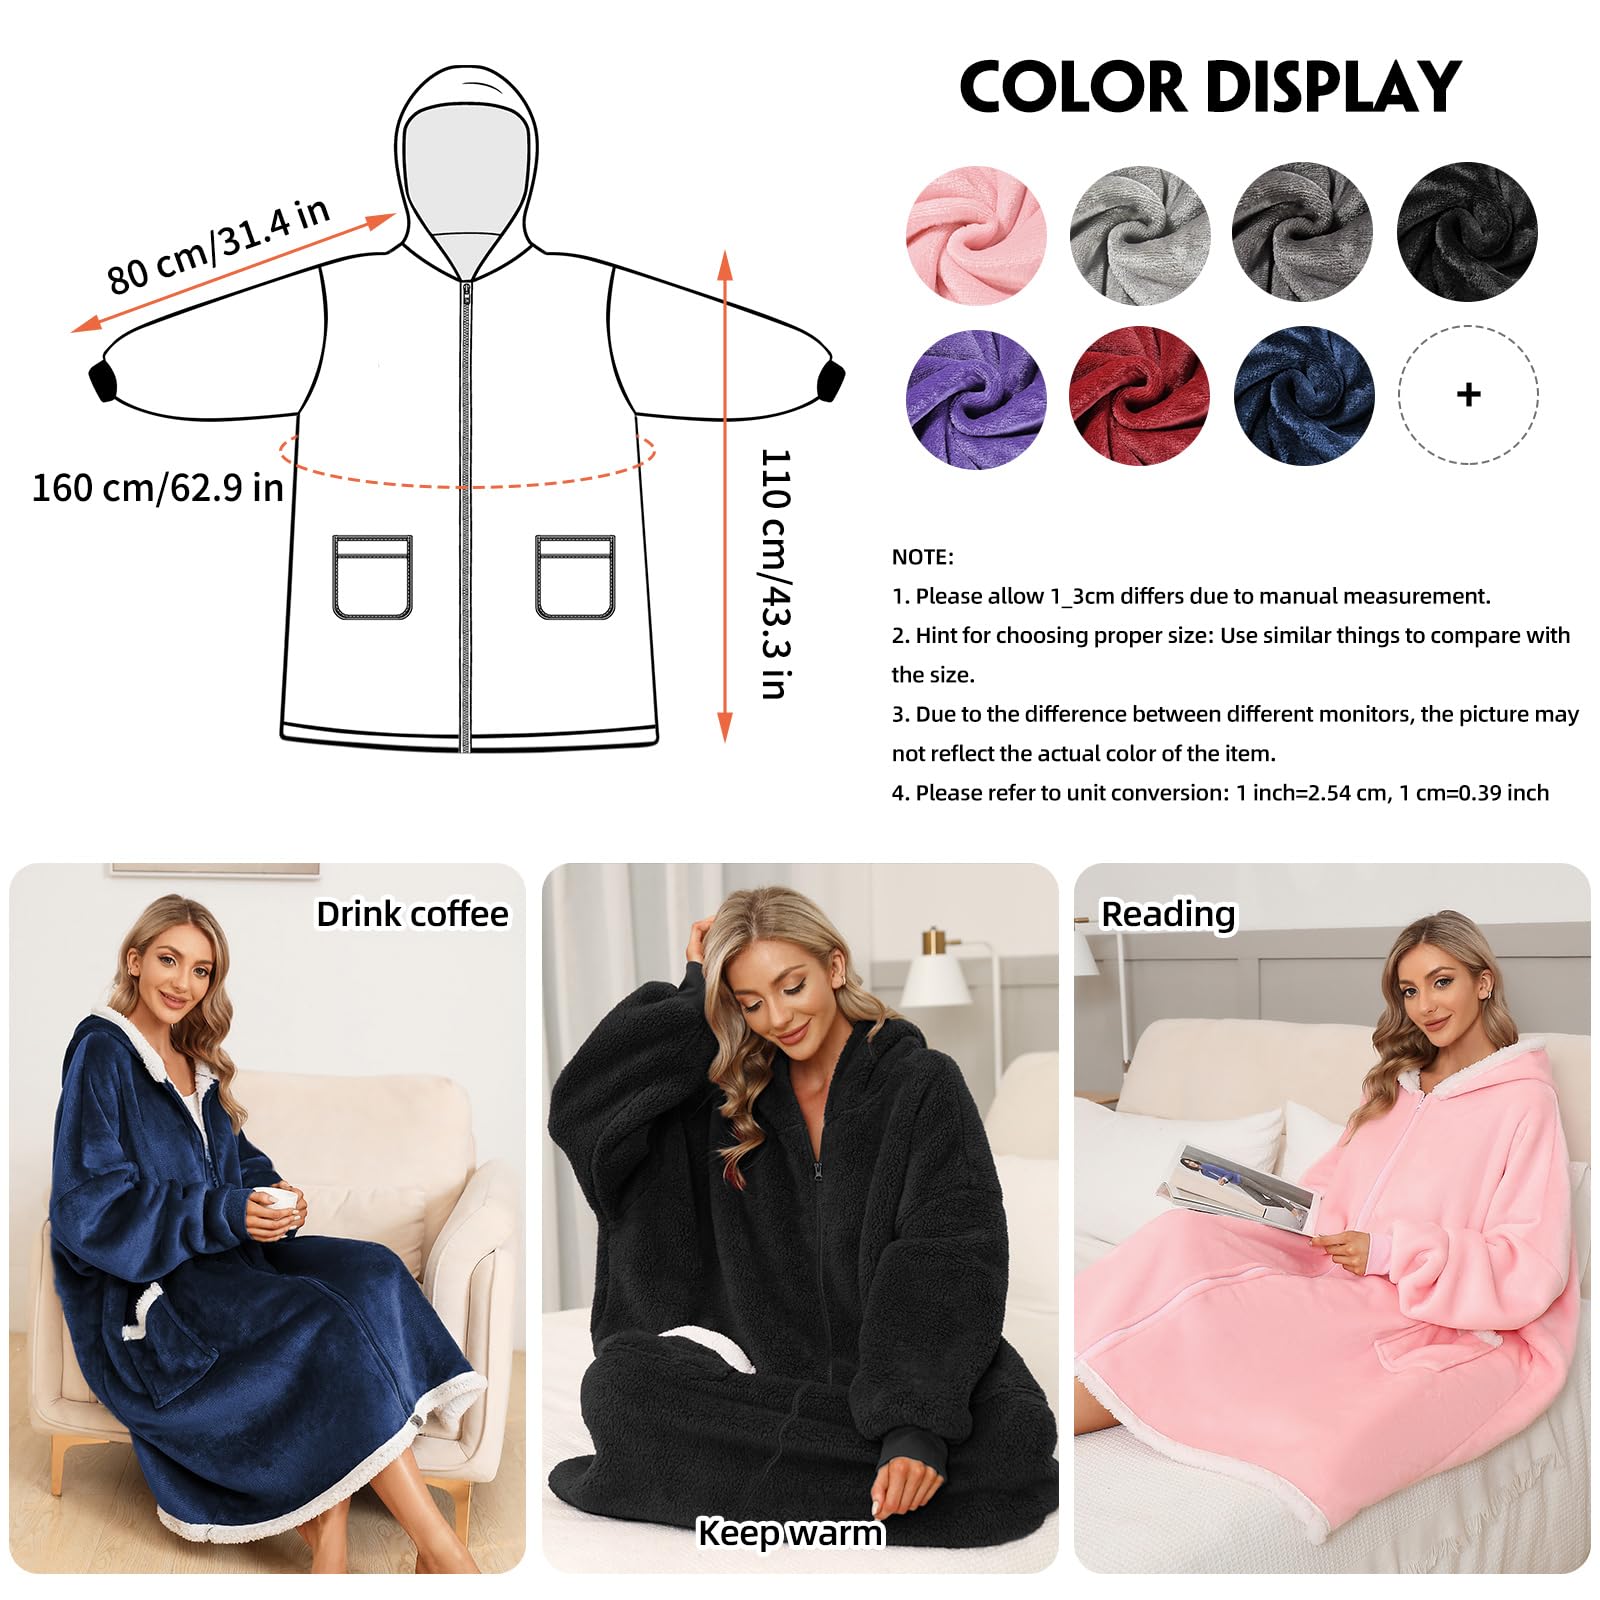 COLOR DISPLAY
80 cm/31.4 in
160 cm/62.9 in
110 cm/43.3 in
+
NOTE:
1. Please allow 1_3cm differs due to manual measurement.
2. Hint for choosing proper size: Use similar things to compare with
the size.
3. Due to the difference between different monitors, the picture may
not reflect the actual color of the item.
4. Please refer to unit conversion: 1 inch=2.54 cm, 1 cm=0.39 inch
Drink coffee
Keep warm
Reading